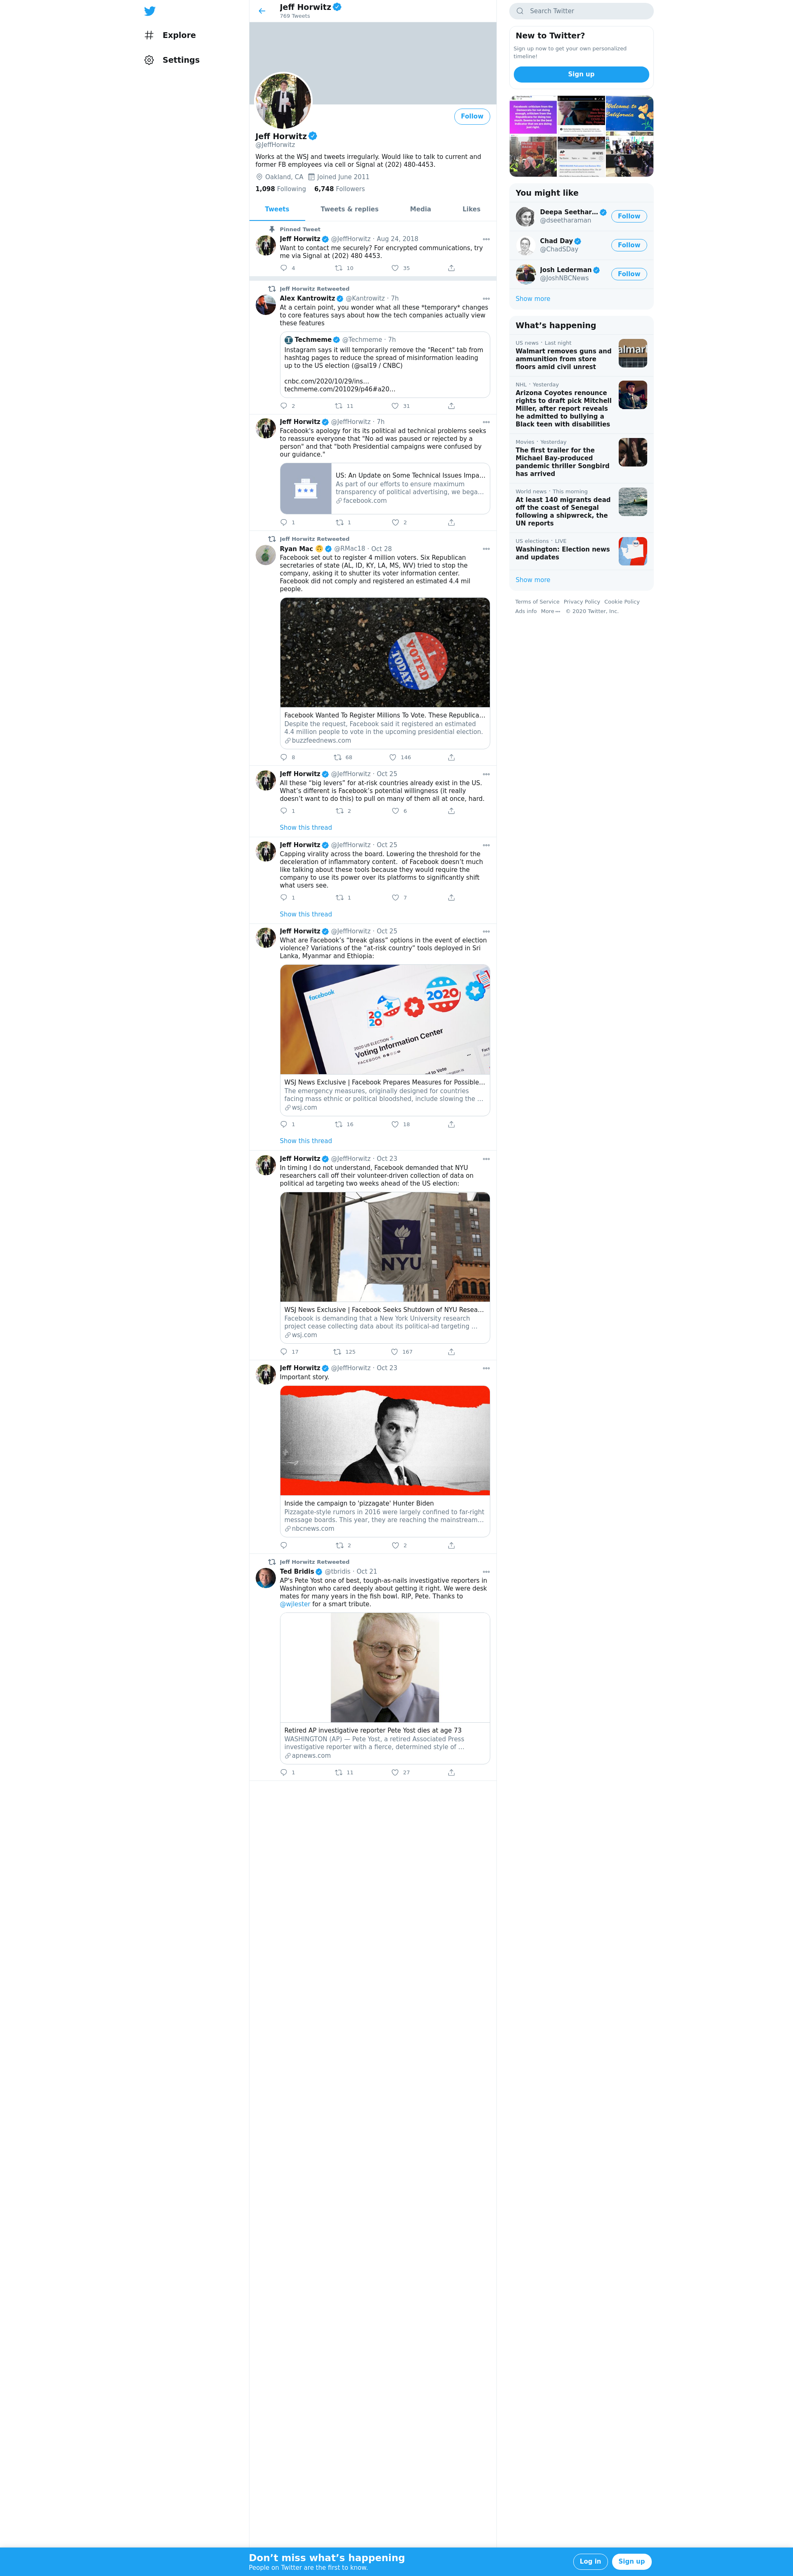 Explore
Settings
Jeff Horwitz
769 Tweets
Follow
Jeff Horwitz
@JeffHorwitz
Works at the WSJ and tweets irregularly. Would like to talk to current and
former FB employees via cell or Signal at (202) 480-4453.
Oakland, CA Joined June 2011
1,098 Following 6,748 Followers
Tweets Tweets & replies Media Likes
Pinned Tweet
Jeff Horwitz @JeffHorwitz · Aug 24, 2018
Want to contact me securely? For encrypted communications, try
me via Signal at (202) 480 4453.
4 10 35
Jeff Horwitz Retweeted
Alex Kantrowitz @Kantrowitz · 7h
At a certain point, you wonder what all these *temporary* changes
to core features says about how the tech companies actually view
these features
Techmeme @Techmeme · 7h
Instagram says it will temporarily remove the "Recent" tab from
hashtag pages to reduce the spread of misinformation leading
up to the US election (@sal19 / CNBC)
cnbc.com/2020/10/29/ins…
techmeme.com/201029/p46#a20…
2 11 31
Jeff Horwitz @JeffHorwitz · 7h
Facebook's apology for its its political ad technical problems seeks
to reassure everyone that "No ad was paused or rejected by a
person" and that "both Presidential campaigns were confused by
our guidance."
US: An Update on Some Technical Issues Impa…
As part of our efforts to ensure maximum
transparency of political advertising, we bega…
facebook.com
1 1 2
Jeff Horwitz Retweeted
Ryan Mac 🙃 @RMac18 · Oct 28
Facebook set out to register 4 million voters. Six Republican
secretaries of state (AL, ID, KY, LA, MS, WV) tried to stop the
company, asking it to shutter its voter information center.
Facebook did not comply and registered an estimated 4.4 mil
people.
I VOTED TODAY
Facebook Wanted To Register Millions To Vote. These Republica…
Despite the request, Facebook said it registered an estimated
4.4 million people to vote in the upcoming presidential election.
buzzfeednews.com
8 68 146
Jeff Horwitz @JeffHorwitz · Oct 25
All these “big levers” for at-risk countries already exist in the US.
What’s different is Facebook’s potential willingness (it really
doesn’t want to do this) to pull on many of them all at once, hard.
1 2 6
Show this thread
Jeff Horwitz @JeffHorwitz · Oct 25
Capping virality across the board. Lowering the threshold for the
deceleration of inflammatory content. of Facebook doesn’t much
like talking about these tools because they would require the
company to use its power over its platforms to significantly shift
what users see.
1 1 7
Show this thread
Jeff Horwitz @JeffHorwitz · Oct 25
What are Facebook’s “break glass” options in the event of election
violence? Variations of the “at-risk country” tools deployed in Sri
Lanka, Myanmar and Ethiopia:
facebook
2020
2020 US ELECTION
Voting Information Center
FACEBOOK
WSJ News Exclusive | Facebook Prepares Measures for Possible…
The emergency measures, originally designed for countries
facing mass ethnic or political bloodshed, include slowing the …
wsj.com
1 16 18
Show this thread
Jeff Horwitz @JeffHorwitz · Oct 23
In timing I do not understand, Facebook demanded that NYU
researchers call off their volunteer-driven collection of data on
political ad targeting two weeks ahead of the US election:
NYU
WSJ News Exclusive | Facebook Seeks Shutdown of NYU Resea…
Facebook is demanding that a New York University research
project cease collecting data about its political-ad targeting …
wsj.com
17 125 167
Jeff Horwitz @JeffHorwitz · Oct 23
Important story.
Inside the campaign to 'pizzagate' Hunter Biden
Pizzagate-style rumors in 2016 were largely confined to far-right
message boards. This year, they are reaching the mainstream…
nbcnews.com
2 2
Jeff Horwitz Retweeted
Ted Bridis @tbridis · Oct 21
AP's Pete Yost one of best, tough-as-nails investigative reporters in
Washington who cared deeply about getting it right. We were desk
mates for many years in the fish bowl. RIP, Pete. Thanks to
@wjlester for a smart tribute.
Retired AP investigative reporter Pete Yost dies at age 73
WASHINGTON (AP) — Pete Yost, a retired Associated Press
investigative reporter with a fierce, determined style of …
apnews.com
1 11 27
Search Twitter
New to Twitter?
Sign up now to get your own personalized
timeline!
Sign up
Welcome to
California
You might like
Deepa Seethar…
@dseetharaman
Follow
Chad Day
@ChadSDay
Follow
Josh Lederman
@JoshNBCNews
Follow
Show more
What’s happening
US news · Last night
Walmart removes guns and
ammunition from store
floors amid civil unrest
NHL · Yesterday
Arizona Coyotes renounce
rights to draft pick Mitchell
Miller, after report reveals
he admitted to bullying a
Black teen with disabilities
Movies · Yesterday
The first trailer for the
Michael Bay-produced
pandemic thriller Songbird
has arrived
World news · This morning
At least 140 migrants dead
off the coast of Senegal
following a shipwreck, the
UN reports
US elections · LIVE
Washington: Election news
and updates
Show more
Terms of Service Privacy Policy Cookie Policy
Ads info More © 2020 Twitter, Inc.
Don’t miss what’s happening
People on Twitter are the first to know.
Log in Sign up